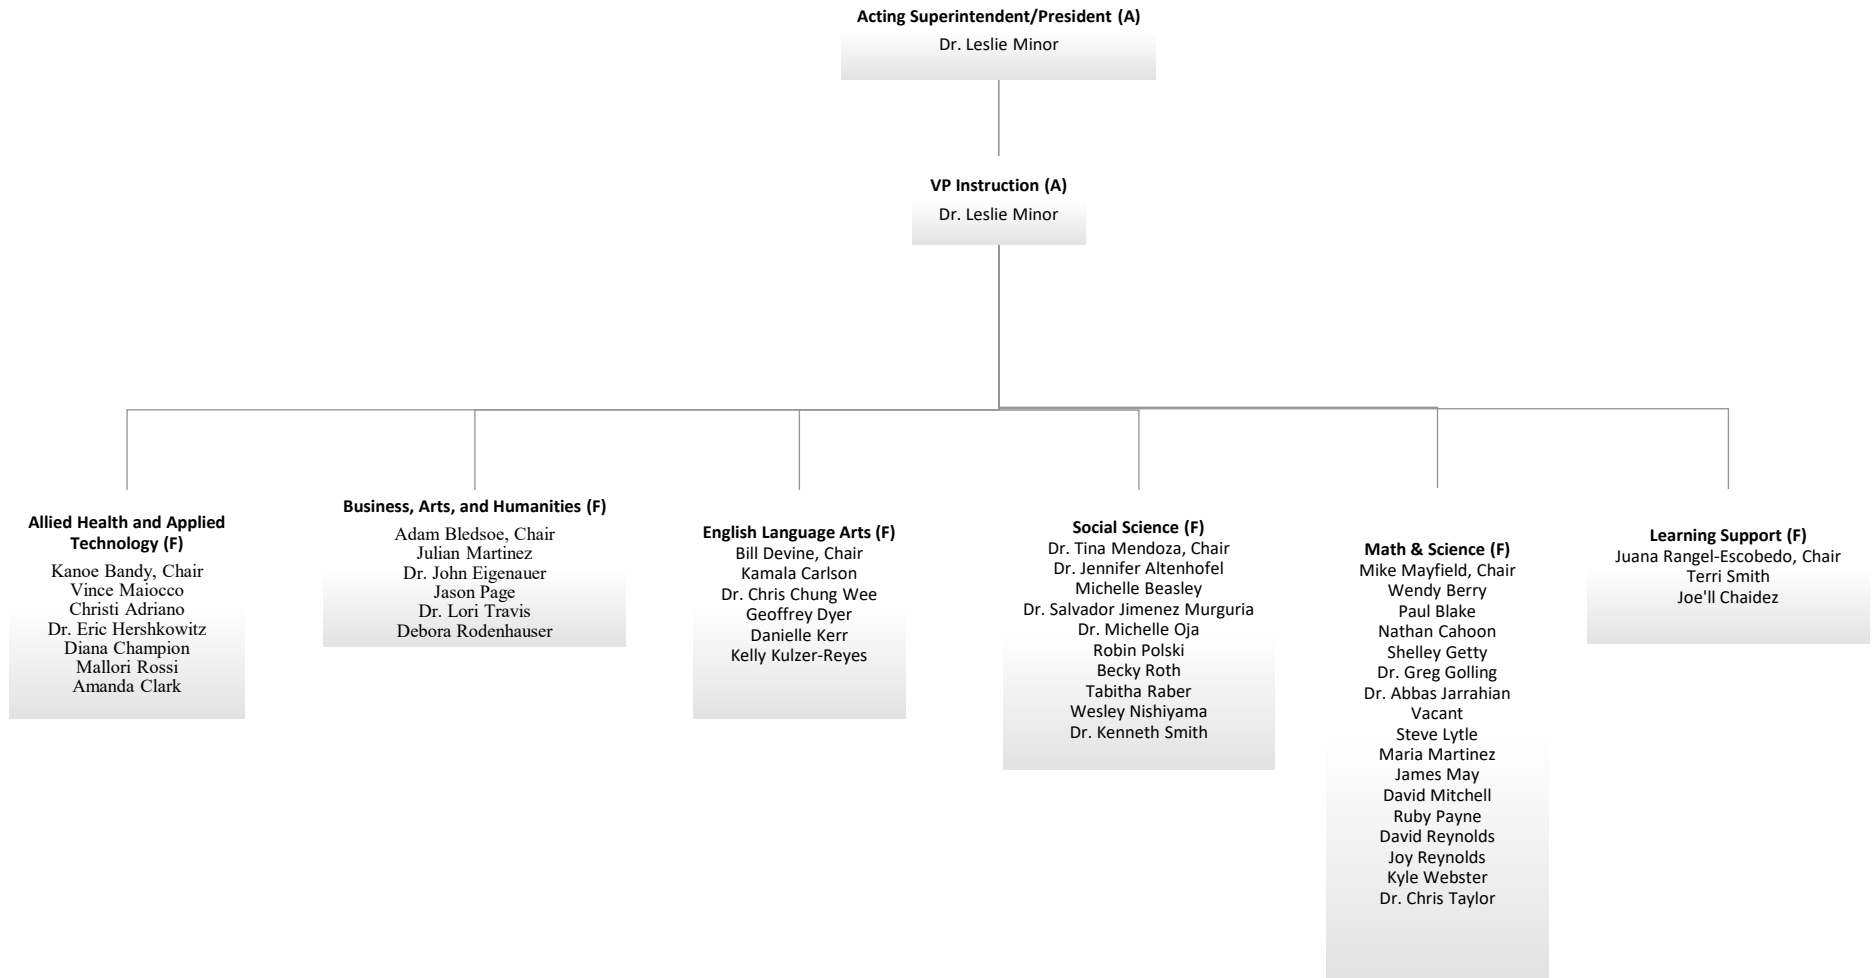 Acting Superintendent/President (A)
Dr. Leslie Minor
VP Instruction (A)
Dr. Leslie Minor
Allied Health and Applied
Technology (F)
Kanoe Bandy, Chair
Vince Maiocco
Christi Adriano
Dr. Eric Hershkowitz
Diana Champion
Mallori Rossi
Amanda Clark
Business, Arts, and Humanities (F)
Adam Bledsoe, Chair
Julian Martinez
Dr. John Eigenauer
Jason Page
Dr. Lori Travis
Debora Rodenhauser
English Language Arts (F)
Bill Devine, Chair
Kamala Carlson
Dr. Chris Chung Wee
Geoffrey Dyer
Danielle Kerr
Kelly Kulzer-Reyes
Social Science (F)
Dr. Tina Mendoza, Chair
Dr. Jennifer Altenhofel
Michelle Beasley
Dr. Salvador Jimenez Murguria
Dr. Michelle Oja
Robin Polski
Becky Roth
Tabitha Raber
Wesley Nishiyama
Dr. Kenneth Smith
Math & Science (F)
Mike Mayfield, Chair
Wendy Berry
Paul Blake
Nathan Cahoon
Shelley Getty
Dr. Greg Golling
Dr. Abbas Jarrahian
Vacant
Steve Lytle
Maria Martinez
James May
David Mitchell
Ruby Payne
David Reynolds
Joy Reynolds
Kyle Webster
Dr. Chris Taylor
Learning Support (F)
Juana Rangel-Escobedo, Chair
Terri Smith
Joe'll Chaidez